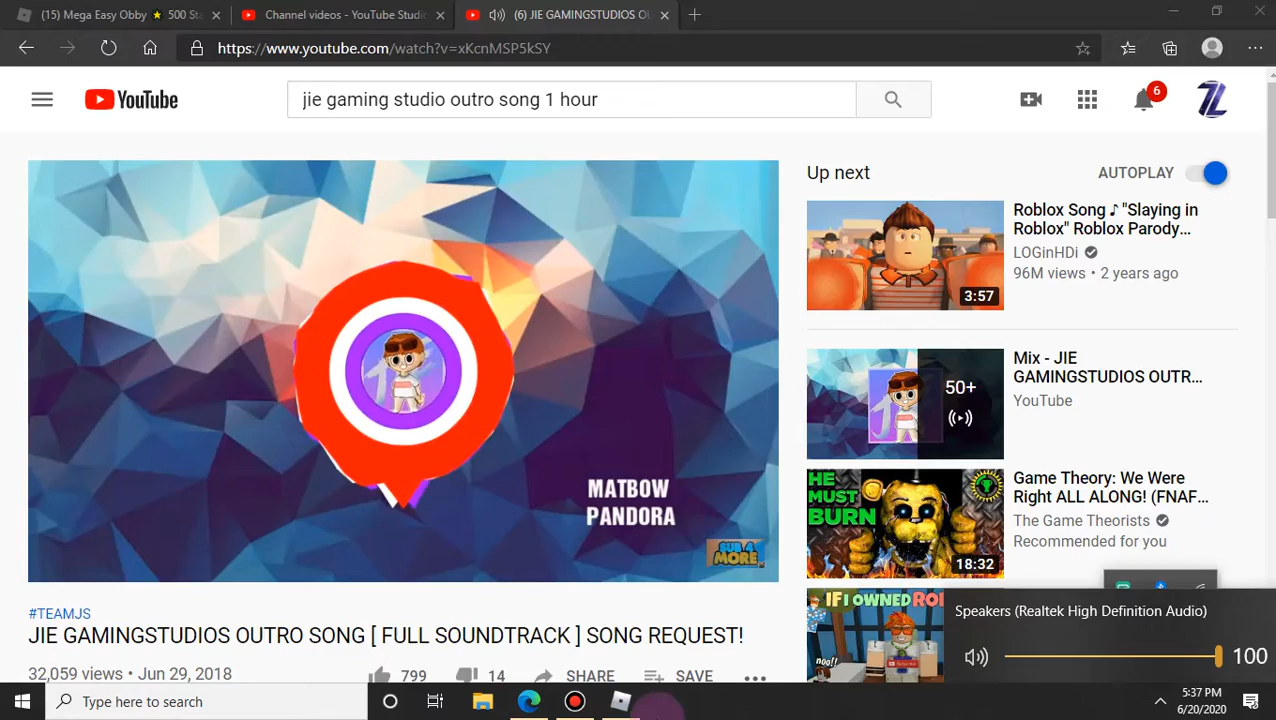 (15) Mega Easy Obby ⭐ 500 Sta
Channel videos - YouTube Studio
(6) JIE GAMINGSTUDIOS OU
https://www.youtube.com/watch?v=xKcnMSP5kSY
YouTube
jie gaming studio outro song 1 hour
6
Up next
AUTOPLAY
Roblox Song ♪ "Slaying in
Roblox" Roblox Parody...
LOGinHDi
96M views • 2 years ago
3:57
Mix - JIE
GAMINGSTUDIOS OUTR...
YouTube
50+
MATBOW
PANDORA
SUB 4
MORE!
Game Theory: We Were
Right ALL ALONG! (FNAF...
The Game Theorists
Recommended for you
HE
MUST
BURN
18:32
IF I OWNED RO
noo!!
Speakers (Realtek High Definition Audio)
100
#TEAMJS
JIE GAMINGSTUDIOS OUTRO SONG [ FULL SOUNDTRACK ] SONG REQUEST!
32,059 views • Jun 29, 2018
799
14
SHARE
SAVE
Type here to search
5:37 PM
6/20/2020